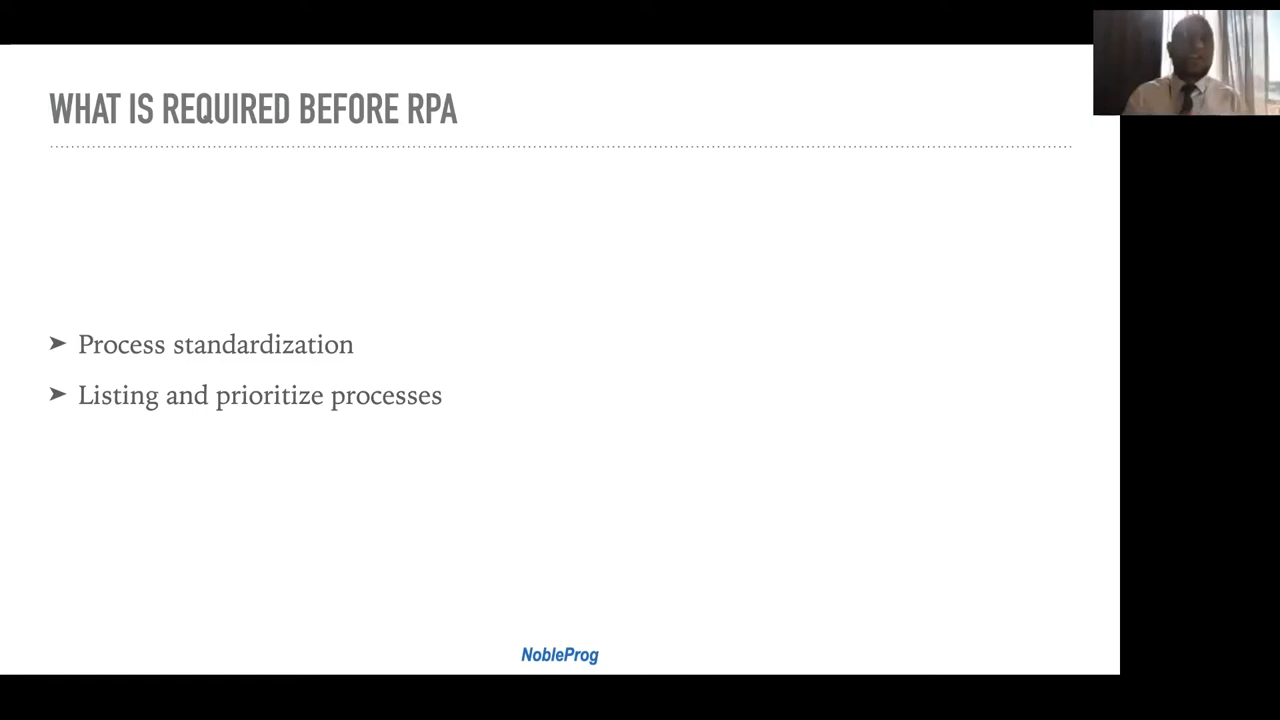 WHAT IS REQUIRED BEFORE RPA
➤ Process standardization
➤ Listing and prioritize processes
NobleProg